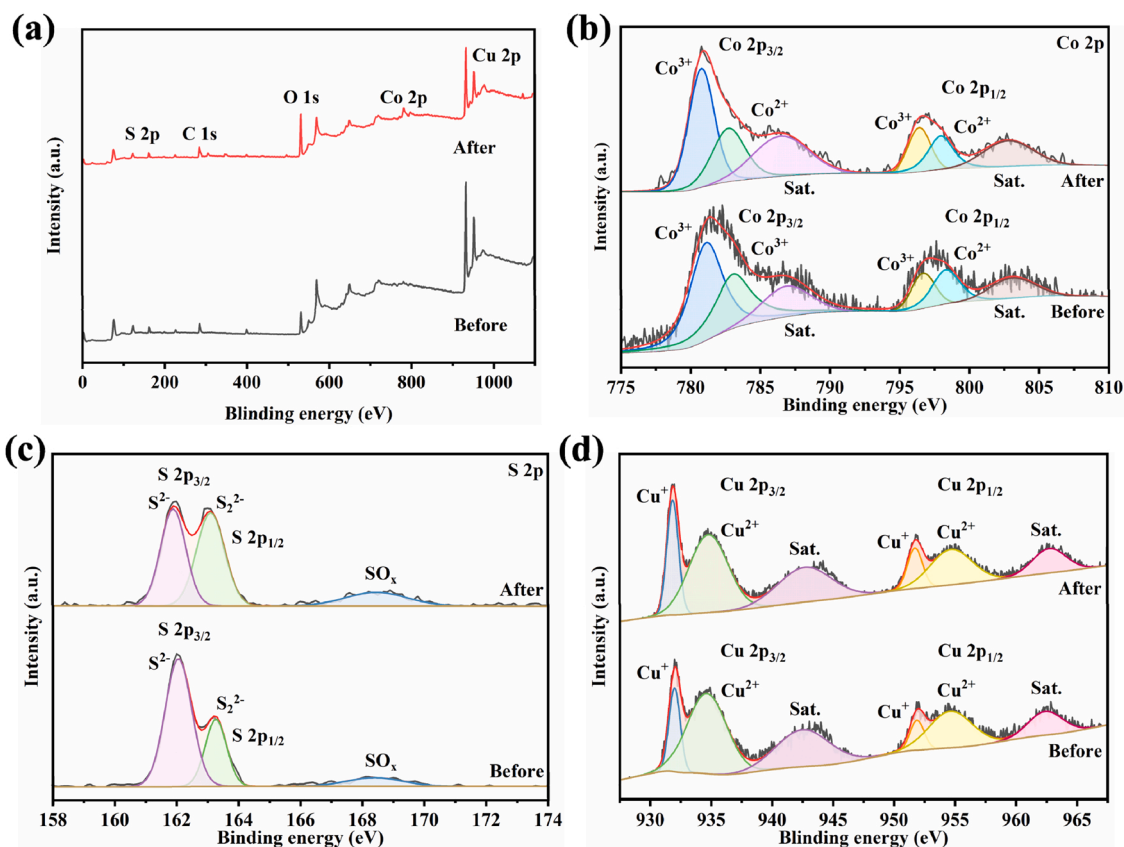 (a)
Intensity (a.u.)
S 2p
C 1s
O 1s
Co 2p
Cu 2p
After
Before
0 200 400 600 800 1000
Blinding energy (eV)
(b)
Intensity (a.u.)
Co 2p
Co 2p3/2
Co3+
Co2+
Sat.
Co 2p1/2
Co3+
Co2+
Sat.
After
Co 2p3/2
Co3+
Co3+
Sat.
Co 2p1/2
Co3+
Co2+
Sat.
Before
775 780 785 790 795 800 805 810
Binding energy (eV)
(c)
Intensity (a.u.)
S 2p
S 2p3/2
S2-
S22-
S 2p1/2
SOx
After
S 2p3/2
S2-
S22-
S 2p1/2
SOx
Before
158 160 162 164 166 168 170 172 174
Binding energy (eV)
(d)
Intensity (a.u.)
Cu 2p3/2
Cu+
Cu2+
Sat.
Cu 2p1/2
Cu+
Cu2+
Sat.
After
Cu 2p3/2
Cu+
Cu2+
Sat.
Cu 2p1/2
Cu+
Cu2+
Sat.
Before
930 935 940 945 950 955 960 965
Blinding energy (eV)